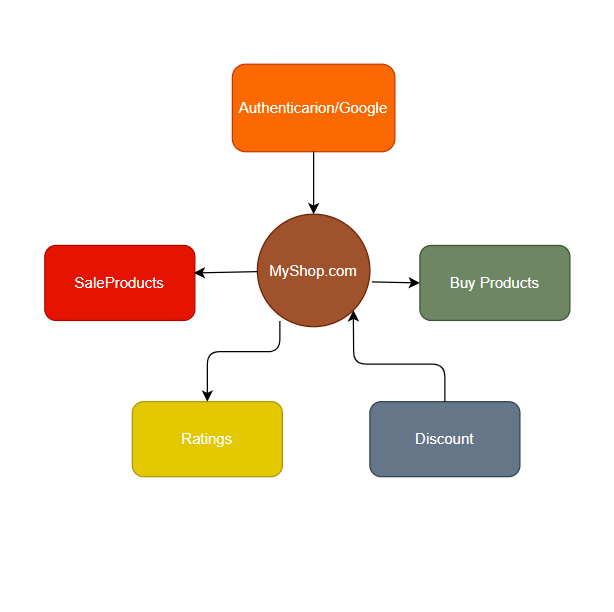 Authenticarion/Google
MyShop.com
SaleProducts
Buy Products
Ratings
Discount